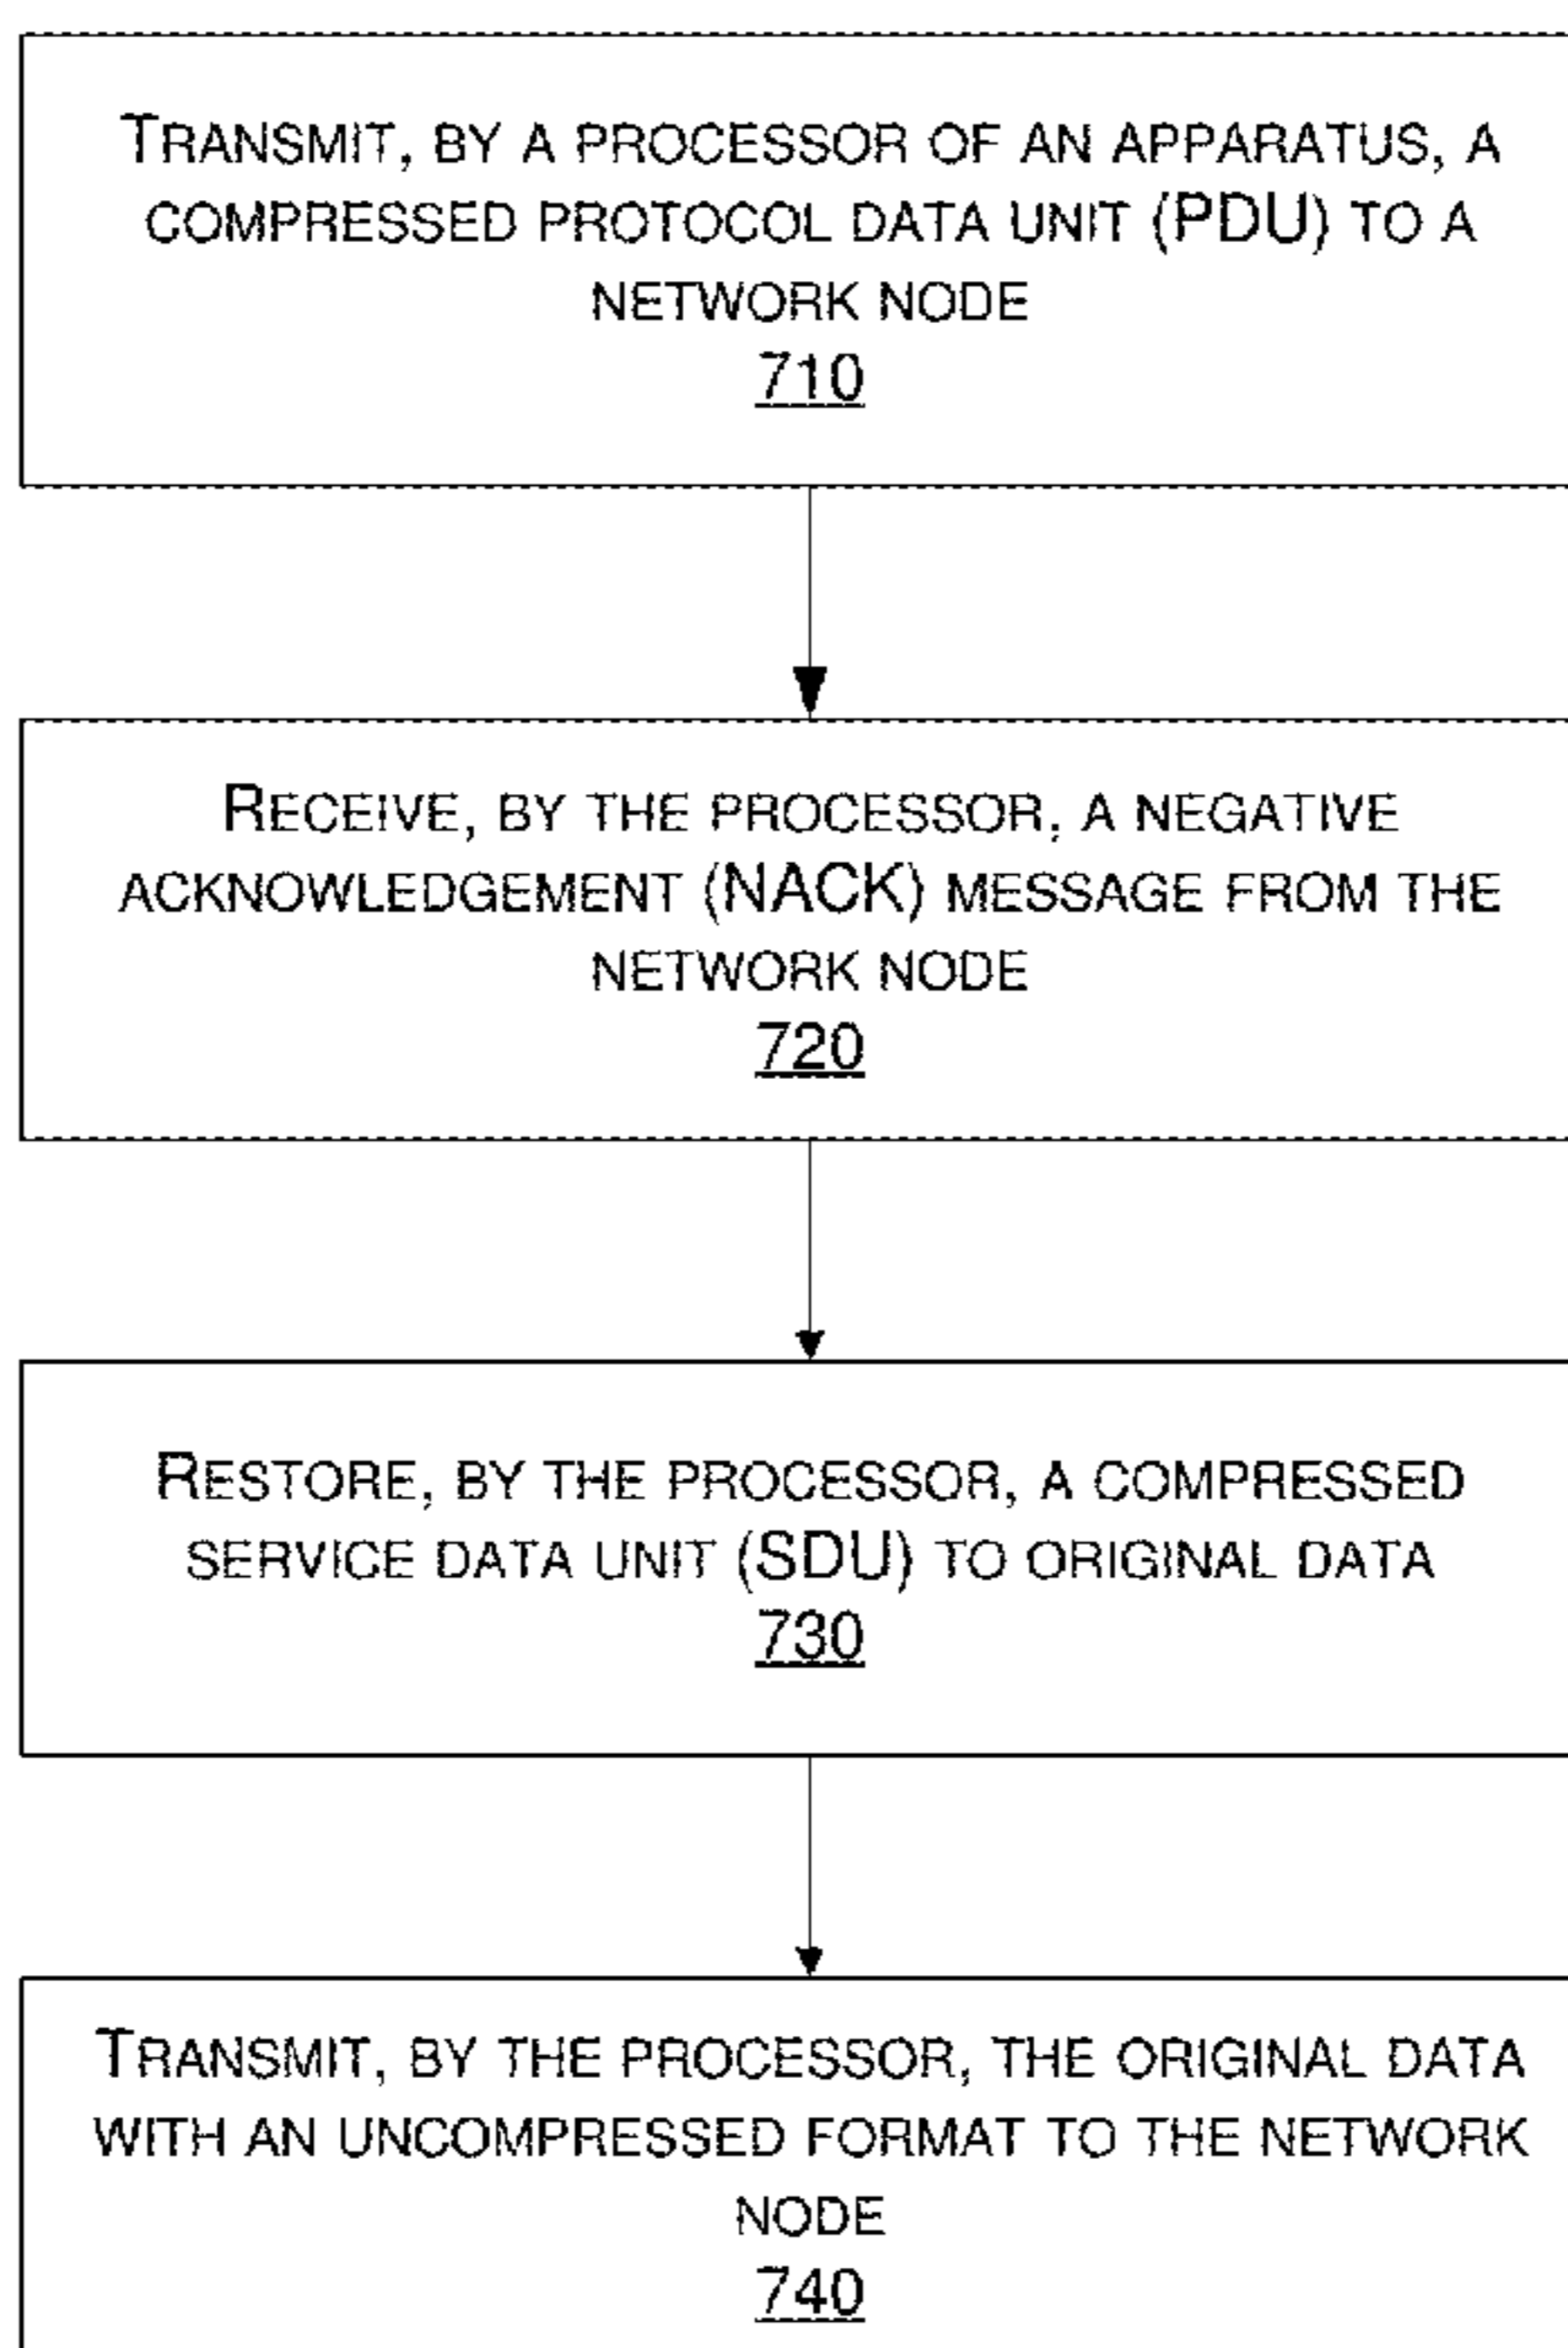 TRANSMIT, BY A PROCESSOR OF AN APPARATUS, A
COMPRESSED PROTOCOL DATA UNIT (PDU) TO A
NETWORK NODE
710
RECEIVE, BY THE PROCESSOR, A NEGATIVE
ACKNOWLEDGEMENT (NACK) MESSAGE FROM THE
NETWORK NODE
720
RESTORE, BY THE PROCESSOR, A COMPRESSED
SERVICE DATA UNIT (SDU) TO ORIGINAL DATA
730
TRANSMIT, BY THE PROCESSOR, THE ORIGINAL DATA
WITH AN UNCOMPRESSED FORMAT TO THE NETWORK
NODE
740